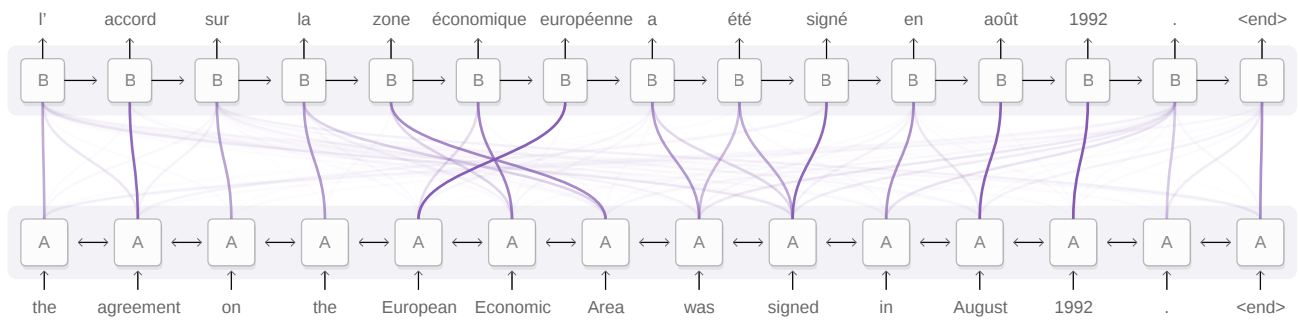 l' accord sur la zone économique européenne a été signé en août 1992 . <end>
B B B B B B B B B B B B B B B
A A A A A A A A A A A A A A
the agreement on the European Economic Area was signed in August 1992 . <end>